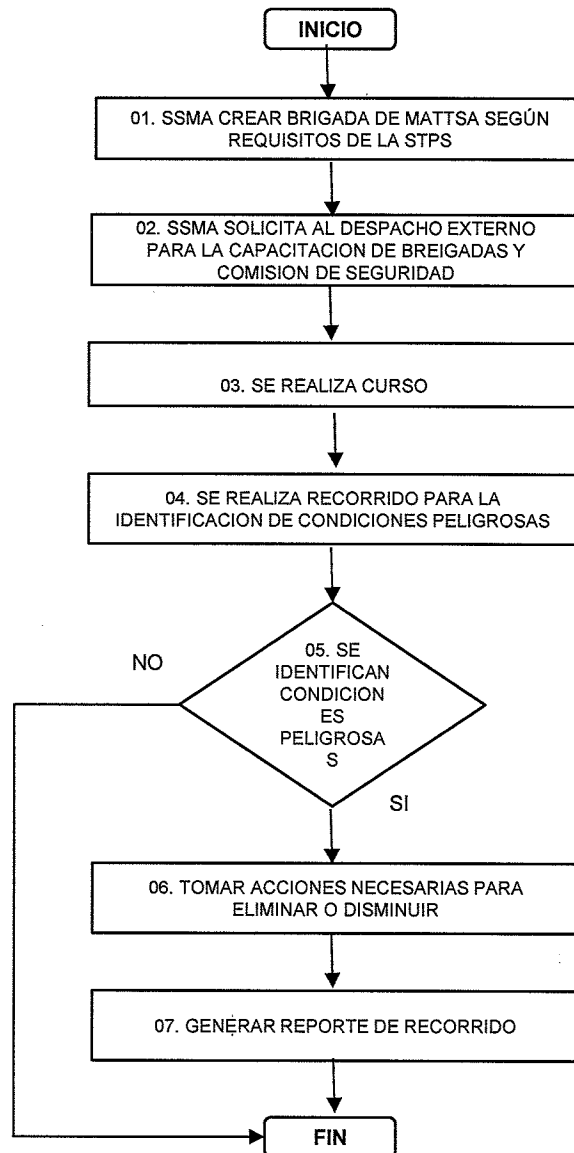 INICIO
01. SSMA CREAR BRIGADA DE MATTSA SEGÚN
REQUISITOS DE LA STPS
02. SSMA SOLICITA AL DESPACHO EXTERNO
PARA LA CAPACITACION DE BREIGADAS Y
COMISION DE SEGURIDAD
03. SE REALIZA CURSO
04. SE REALIZA RECORRIDO PARA LA
IDENTIFICACION DE CONDICIONES PELIGROSAS
05. SE
IDENTIFICAN
CONDICION
ES
PELIGROSA
S
NO
SI
06. TOMAR ACCIONES NECESARIAS PARA
ELIMINAR O DISMINUIR
07. GENERAR REPORTE DE RECORRIDO
FIN